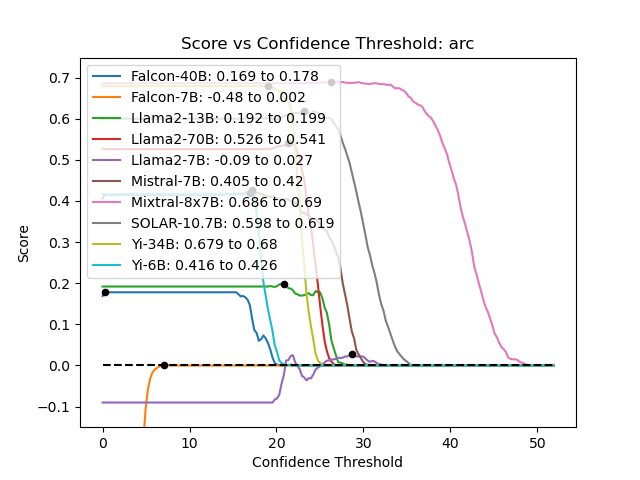 Score vs Confidence Threshold: arc
Score
0.7
0.6
0.5
0.4
0.3
0.2
0.1
0.0
−0.1
Falcon-40B: 0.169 to 0.178
Falcon-7B: -0.48 to 0.002
Llama2-13B: 0.192 to 0.199
Llama2-70B: 0.526 to 0.541
Llama2-7B: -0.09 to 0.027
Mistral-7B: 0.405 to 0.42
Mixtral-8x7B: 0.686 to 0.69
SOLAR-10.7B: 0.598 to 0.619
Yi-34B: 0.679 to 0.68
Yi-6B: 0.416 to 0.426
0 10 20 30 40 50
Confidence Threshold